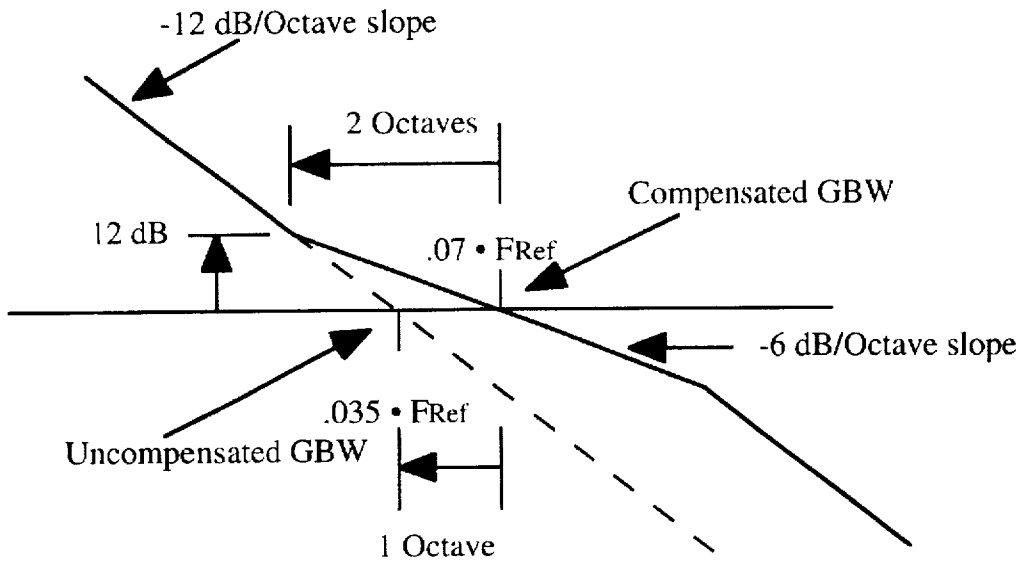 -12 dB/Octave slope
2 Octaves
Compensated GBW
12 dB
.07 • FRef
-6 dB/Octave slope
.035 • FRef
Uncompensated GBW
1 Octave